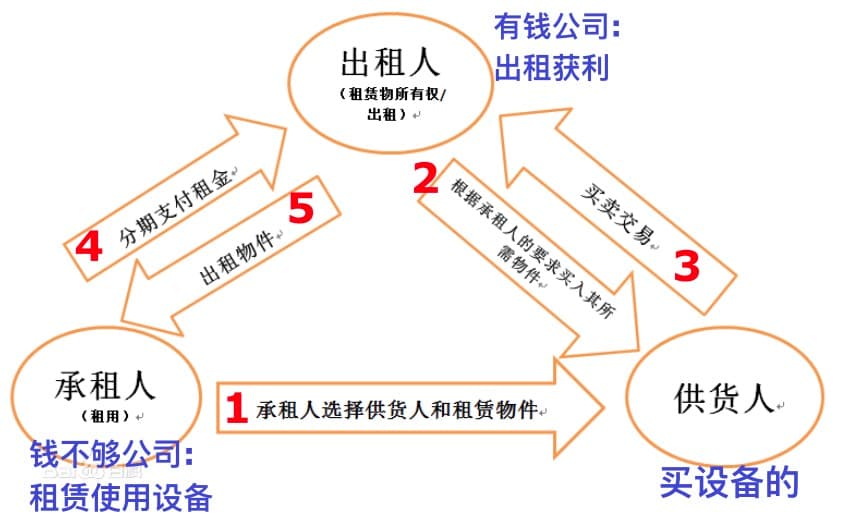 有钱公司:
出租获利
出租人
（租赁物所有权/
出租）
4
分期支付租金
5
出租物件
2
根据承租人的要求买入其所
需物件
买卖交易
3
承租人
（租用）
1
承租人选择供货人和租赁物件
供货人
钱不够公司:
租赁使用设备
买设备的
Bai 百科